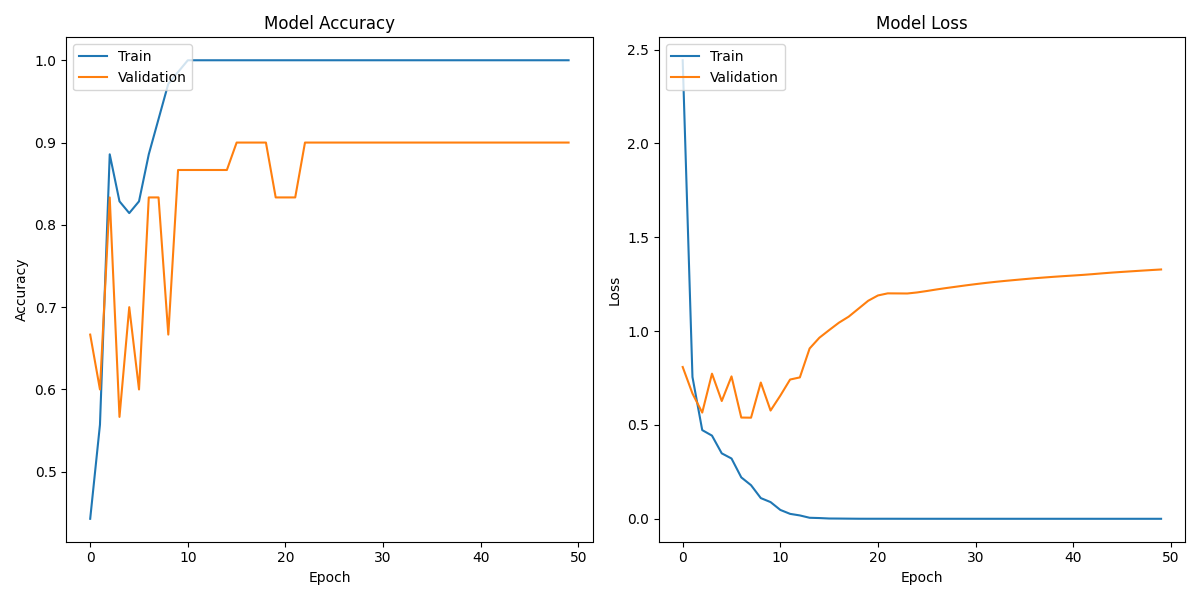 Model Accuracy
Train
Validation
1.0
0.9
0.8
0.7
0.6
0.5
Accuracy
0 10 20 30 40 50
Epoch
Model Loss
Train
Validation
2.5
2.0
1.5
1.0
0.5
0.0
Loss
0 10 20 30 40 50
Epoch